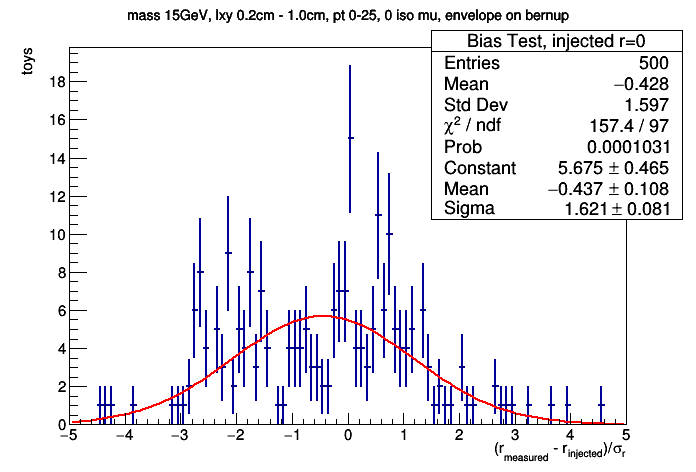 mass 15GeV, lxy 0.2cm - 1.0cm, pt 0-25, 0 iso mu, envelope on bernup
toys
Bias Test, injected r=0
Entries 500
Mean −0.428
Std Dev 1.597
χ² / ndf 157.4 / 97
Prob 0.0001031
Constant 5.675 ± 0.465
Mean −0.437 ± 0.108
Sigma 1.621 ± 0.081
18
16
14
12
10
8
6
4
2
0
−5 −4 −3 −2 −1 0 1 2 3 4 5
(r_measured - r_injected)/σ_r